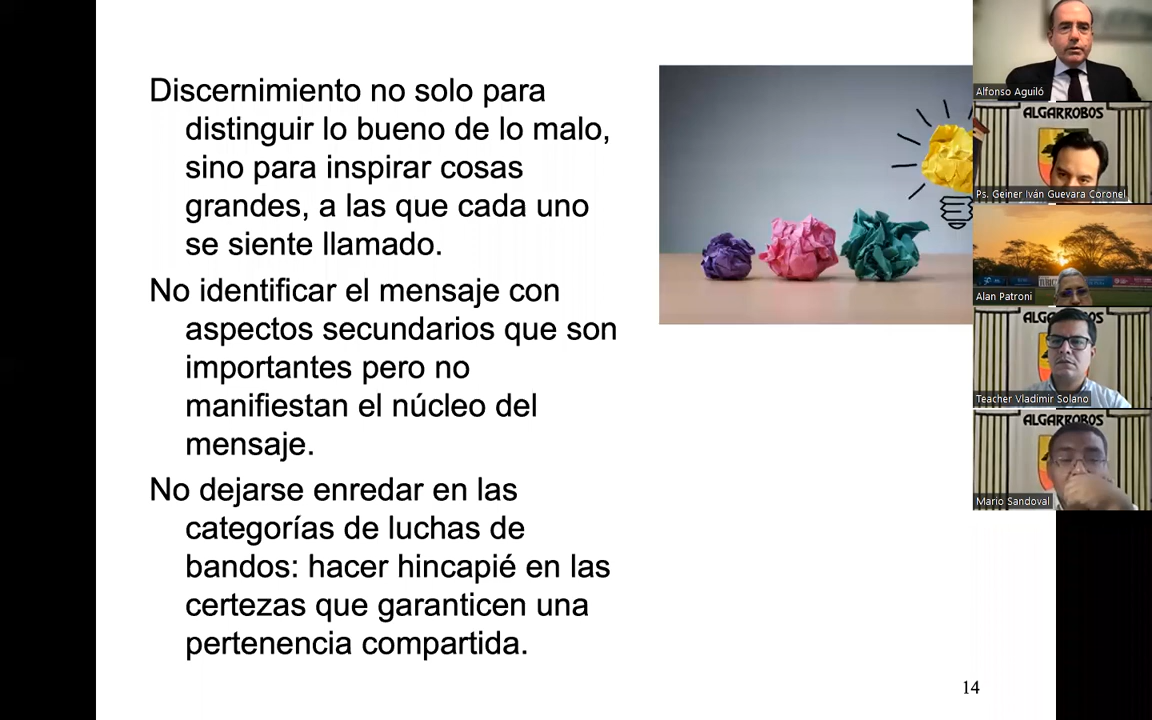 Discernimiento no solo para
distinguir lo bueno de lo malo,
sino para inspirar cosas
grandes, a las que cada uno
se siente llamado.
No identificar el mensaje con
aspectos secundarios que son
importantes pero no
manifiestan el núcleo del
mensaje.
No dejarse enredar en las
categorías de luchas de
bandos: hacer hincapié en las
certezas que garanticen una
pertenencia compartida.
14
Alfonso Aguiló
ALGARROBOS
Ps. Geiner Iván Guevara Coronel
Alan Patroni
ALGARROBOS
Teacher Vladimir Solano
ALGARROBOS
Mario Sandoval